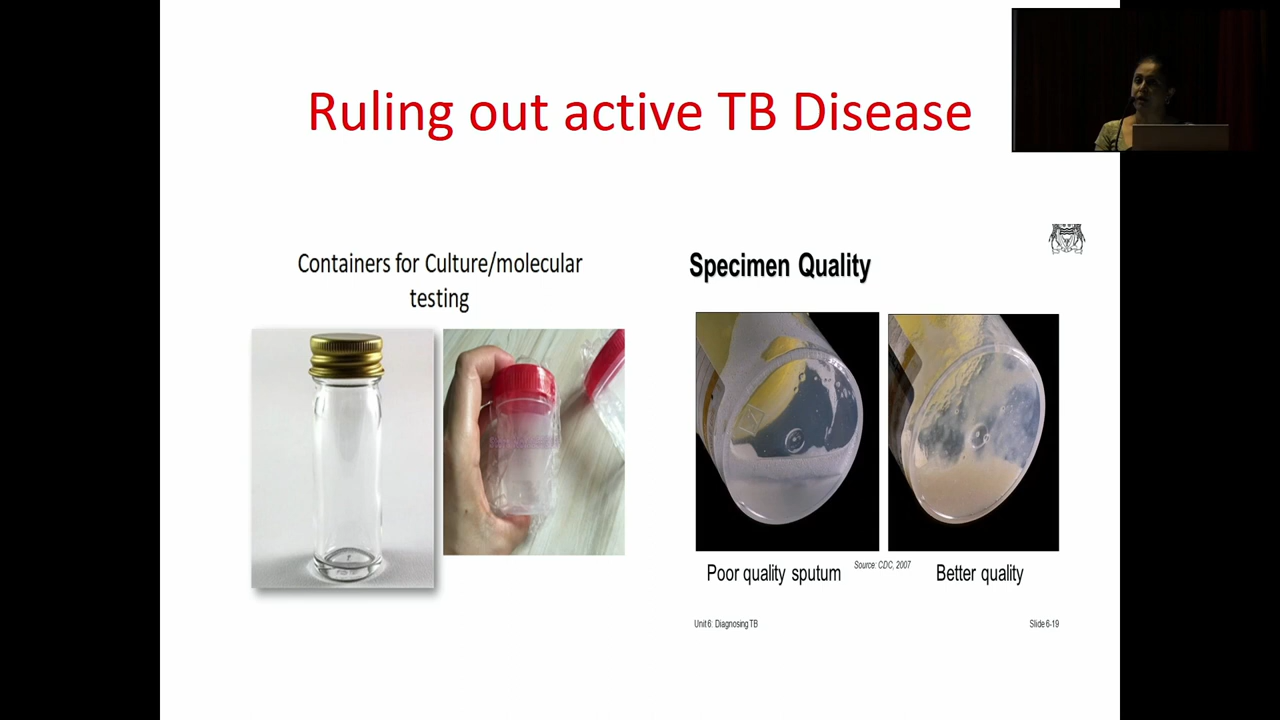 Ruling out active TB Disease
Containers for Culture/molecular
testing
Specimen Quality
Poor quality sputum
Source: CDC, 2007
Better quality
Unit 6: Diagnosing TB
Slide 6-19